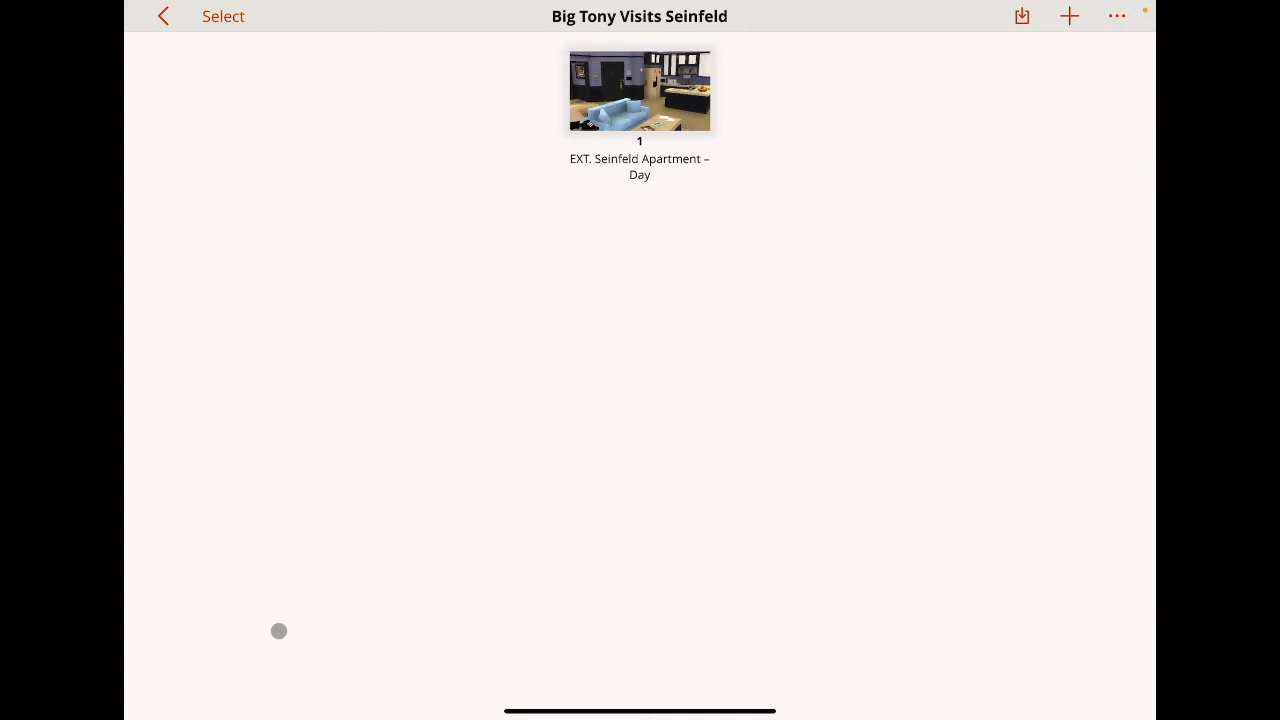 Select
Big Tony Visits Seinfeld
1
EXT. Seinfeld Apartment –
Day